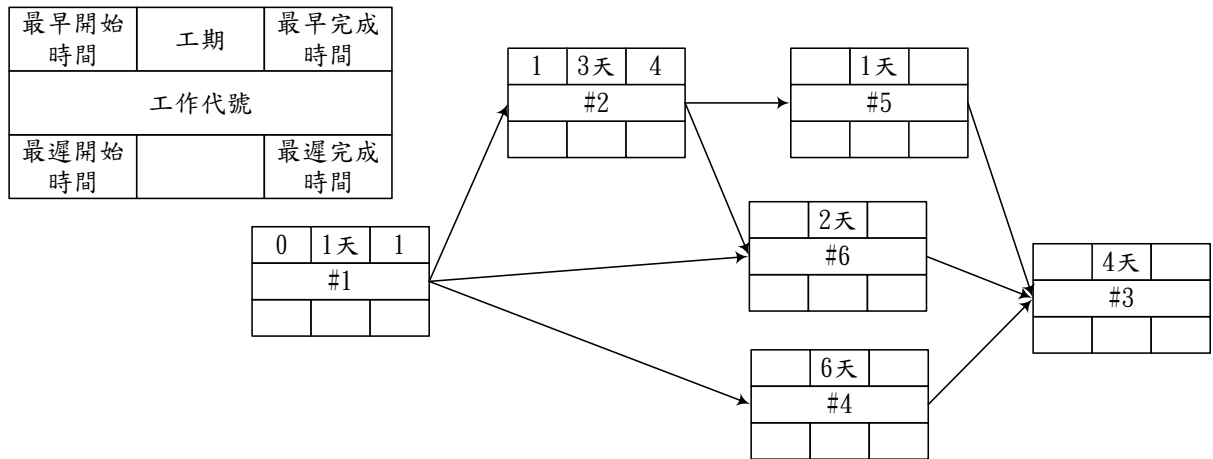 最早開始
時間
工期
最早完成
時間
工作代號
最遲開始
時間
最遲完成
時間
1 3天 4
#2
1天
#5
0 1天 1
#1
2天
#6
4天
#3
6天
#4